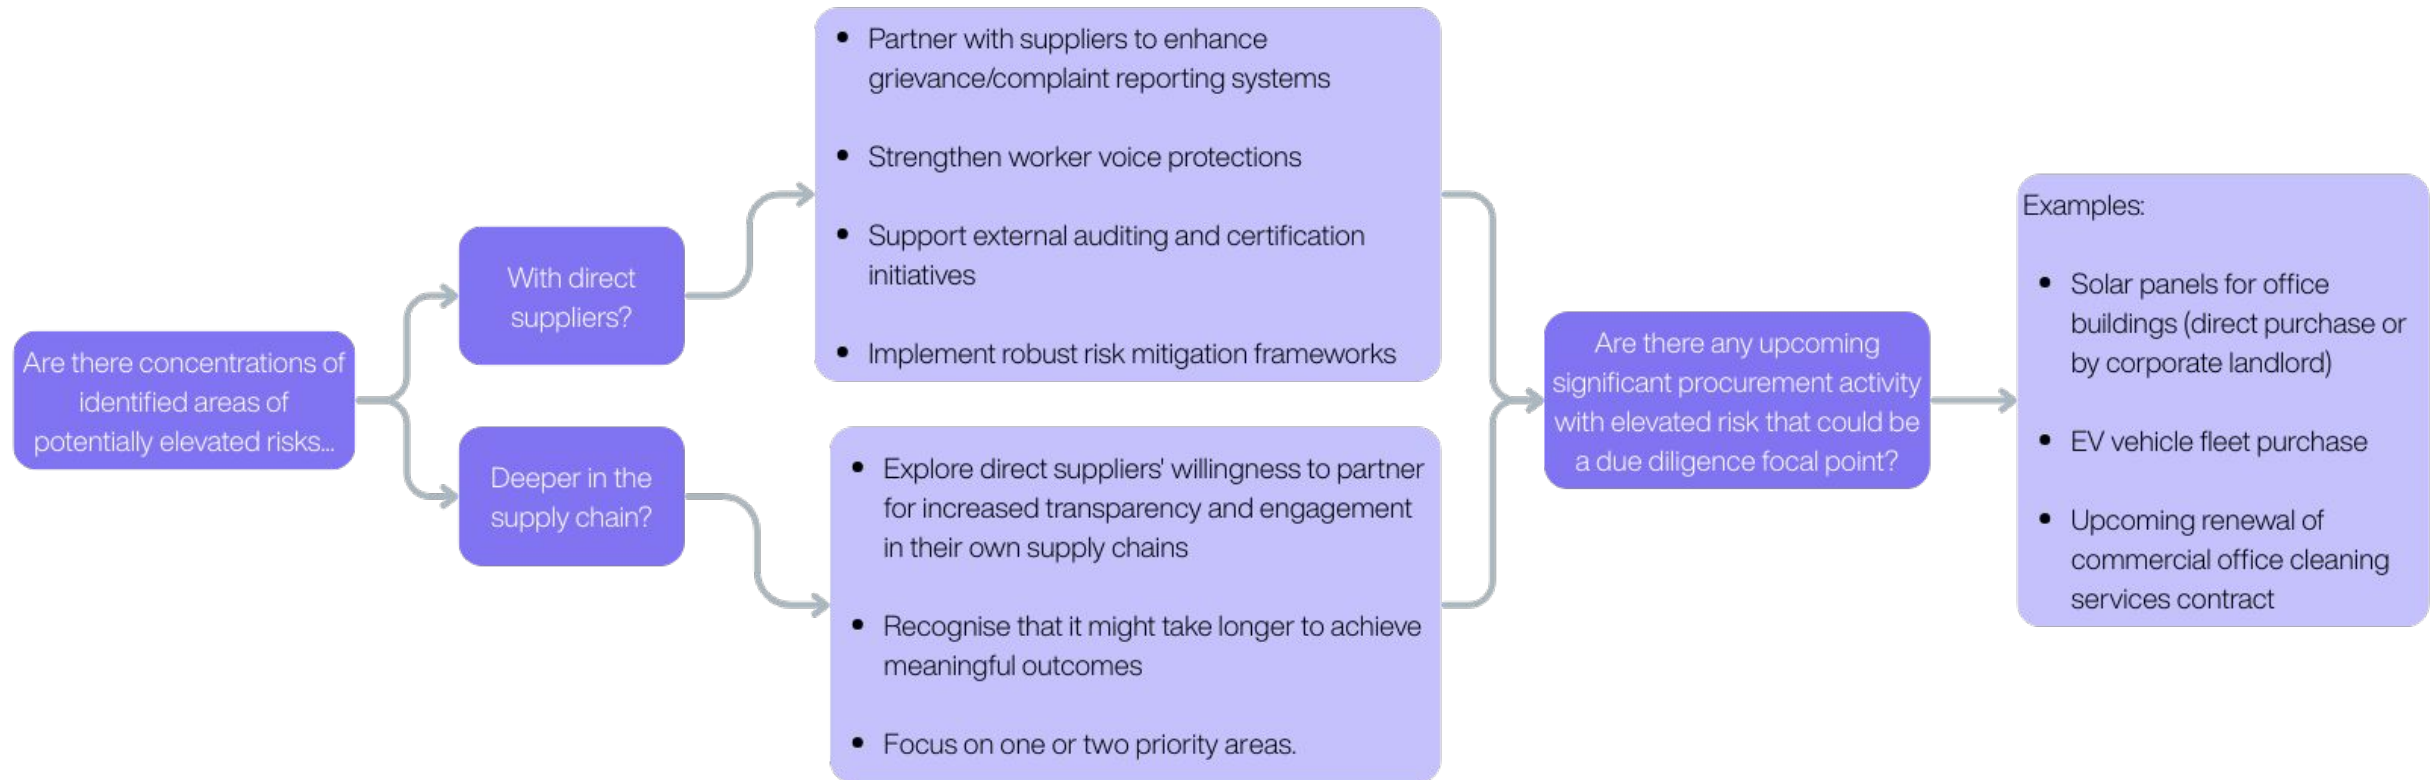 Are there concentrations of
identified areas of
potentially elevated risks...
With direct
suppliers?
Deeper in the
supply chain?
• Partner with suppliers to enhance
grievance/complaint reporting systems
• Strengthen worker voice protections
• Support external auditing and certification
initiatives
• Implement robust risk mitigation frameworks
• Explore direct suppliers' willingness to partner
for increased transparency and engagement
in their own supply chains
• Recognise that it might take longer to achieve
meaningful outcomes
• Focus on one or two priority areas.
Are there any upcoming
significant procurement activity
with elevated risk that could be
a due diligence focal point?
Examples:
• Solar panels for office
buildings (direct purchase or
by corporate landlord)
• EV vehicle fleet purchase
• Upcoming renewal of
commercial office cleaning
services contract